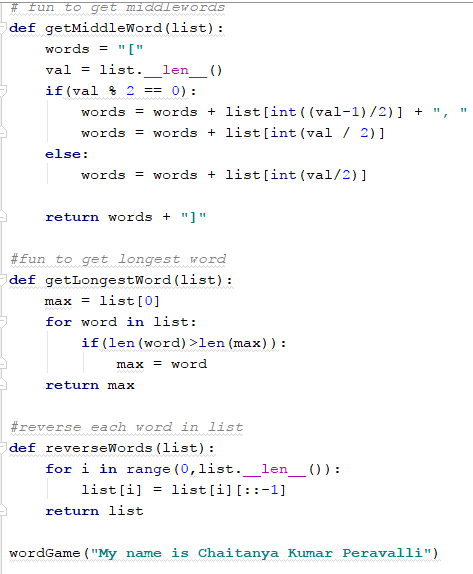 # fun to get middlewords
def getMiddleWord(list):
    words = "["
    val = list.__len__()
    if(val % 2 == 0):
        words = words + list[int((val-1)/2)] + ", "
        words = words + list[int(val / 2)]
    else:
        words = words + list[int(val/2)]

    return words + "]"

#fun to get longest word
def getLongestWord(list):
    max = list[0]
    for word in list:
        if(len(word)>len(max)):
            max = word
    return max

#reverse each word in list
def reverseWords(list):
    for i in range(0,list.__len__()):
        list[i] = list[i][::-1]
    return list

wordGame("My name is Chaitanya Kumar Peravalli")